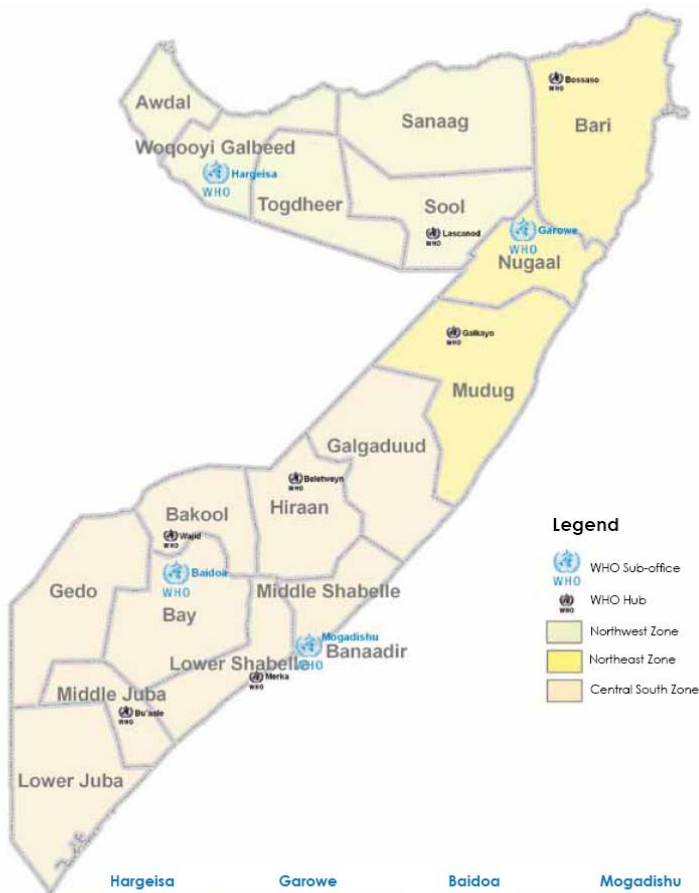 Awdal
Woqooyi Galbeed
Sanaag
Bossaso
WHO
Bari
Hargeisa
WHO
Togdheer
Sool
Lascanod
WHO
Garowe
WHO
Nugaal
Galkayo
WHO
Mudug
Galgaduud
Beletweyn
WHO
Hiraan
Bakool
Wajid
WHO
Gedo
Baidoa
WHO
Bay
Middle Shabelle
Mogadishu
WHO
Banaadir
Lower Shabelle
Merka
WHO
Middle Juba
Bu'aale
WHO
Lower Juba
Legend
WHO
WHO Sub-office
WHO
WHO Hub
Northwest Zone
Northeast Zone
Central South Zone
Hargeisa Garowe Baidoa Mogadishu